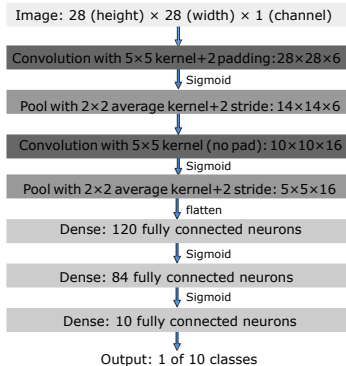 Image: 28 (height) × 28 (width) × 1 (channel)
Convolution with 5×5 kernel+2 padding:28×28×6
Sigmoid
Pool with 2×2 average kernel+2 stride: 14×14×6
Convolution with 5×5 kernel (no pad): 10×10×16
Sigmoid
Pool with 2×2 average kernel+2 stride: 5×5×16
flatten
Dense: 120 fully connected neurons
Sigmoid
Dense: 84 fully connected neurons
Sigmoid
Dense: 10 fully connected neurons
Output: 1 of 10 classes